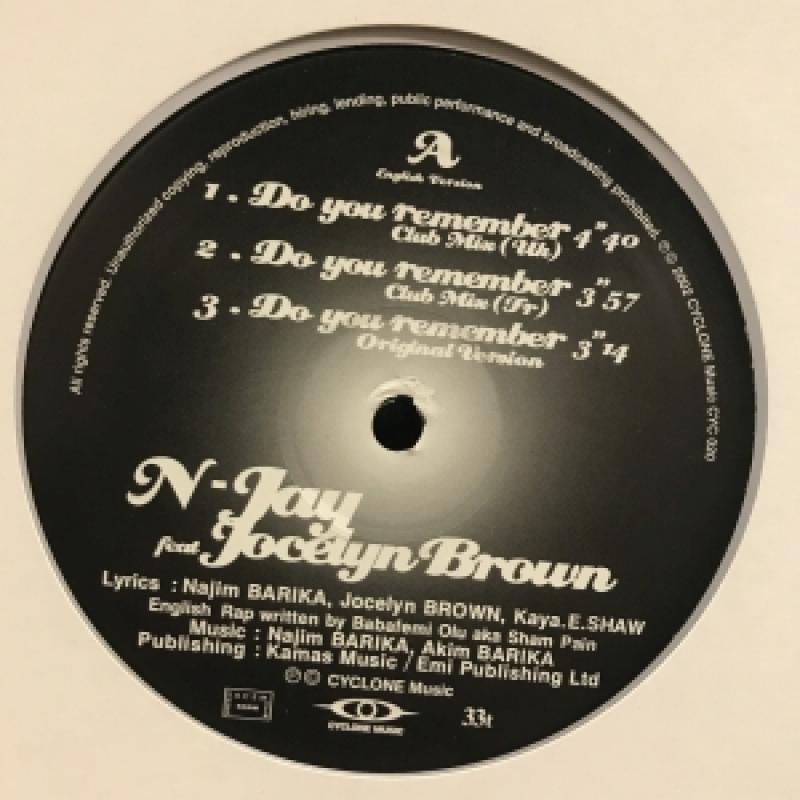 All rights reserved. Unauthorised copying, reproduction, hiring, lending, public performance and broadcasting prohibited. ℗ © 2002 CYCLONE Music CYC 020
A
English Version
1 . Do you remember 4"40
Club Mix (Uk)
2 . Do you remember 3"57
Club Mix (Fr)
3 . Do you remember 3"14
Original Version
N-Jay
feat Jocelyn Brown
Lyrics : Najim BARIKA, Jocelyn BROWN, Kaya.E.SHAW
English Rap written by Babafemi Olu aka Sham Pain
Music : Najim BARIKA, Akim BARIKA
Publishing : Kamas Music / Emi Publishing Ltd
℗ © CYCLONE Music
CYCLONE MUSIC
33t